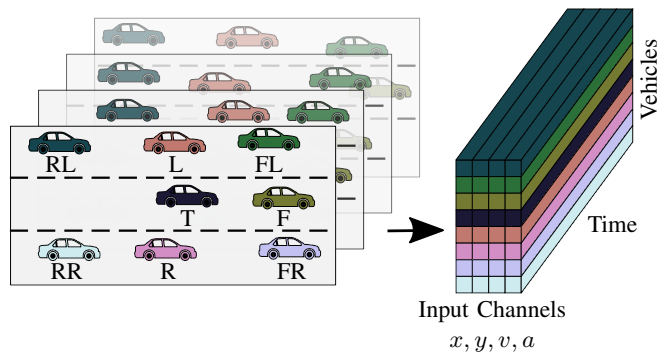 RL L FL
T F
RR R FR
Vehicles
Time
Input Channels
x, y, v, a